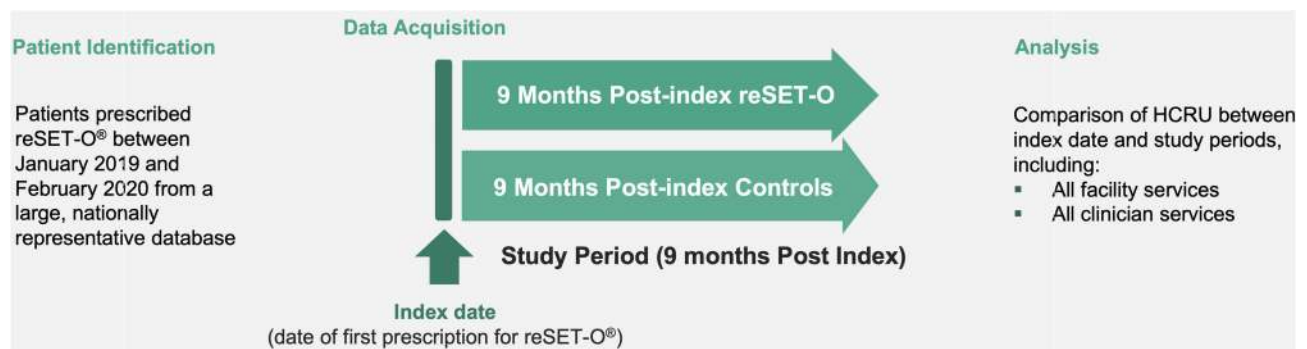 Patient Identification
Patients prescribed
reSET-O® between
January 2019 and
February 2020 from a
large, nationally
representative database
Data Acquisition
9 Months Post-index reSET-O
9 Months Post-index Controls
Study Period (9 months Post Index)
Index date
(date of first prescription for reSET-O®)
Analysis
Comparison of HCRU between
index date and study periods,
including:
▪ All facility services
▪ All clinician services